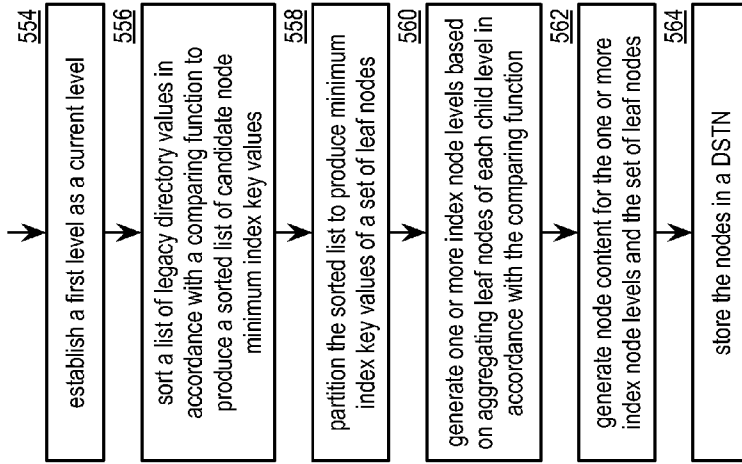 554
establish a first level as a current level
556
sort a list of legacy directory values in
accordance with a comparing function to
produce a sorted list of candidate node
minimum index key values
558
partition the sorted list to produce minimum
index key values of a set of leaf nodes
560
generate one or more index node levels based
on aggregating leaf nodes of each child level in
accordance with the comparing function
562
generate node content for the one or more
index node levels and the set of leaf nodes
564
store the nodes in a DSTN